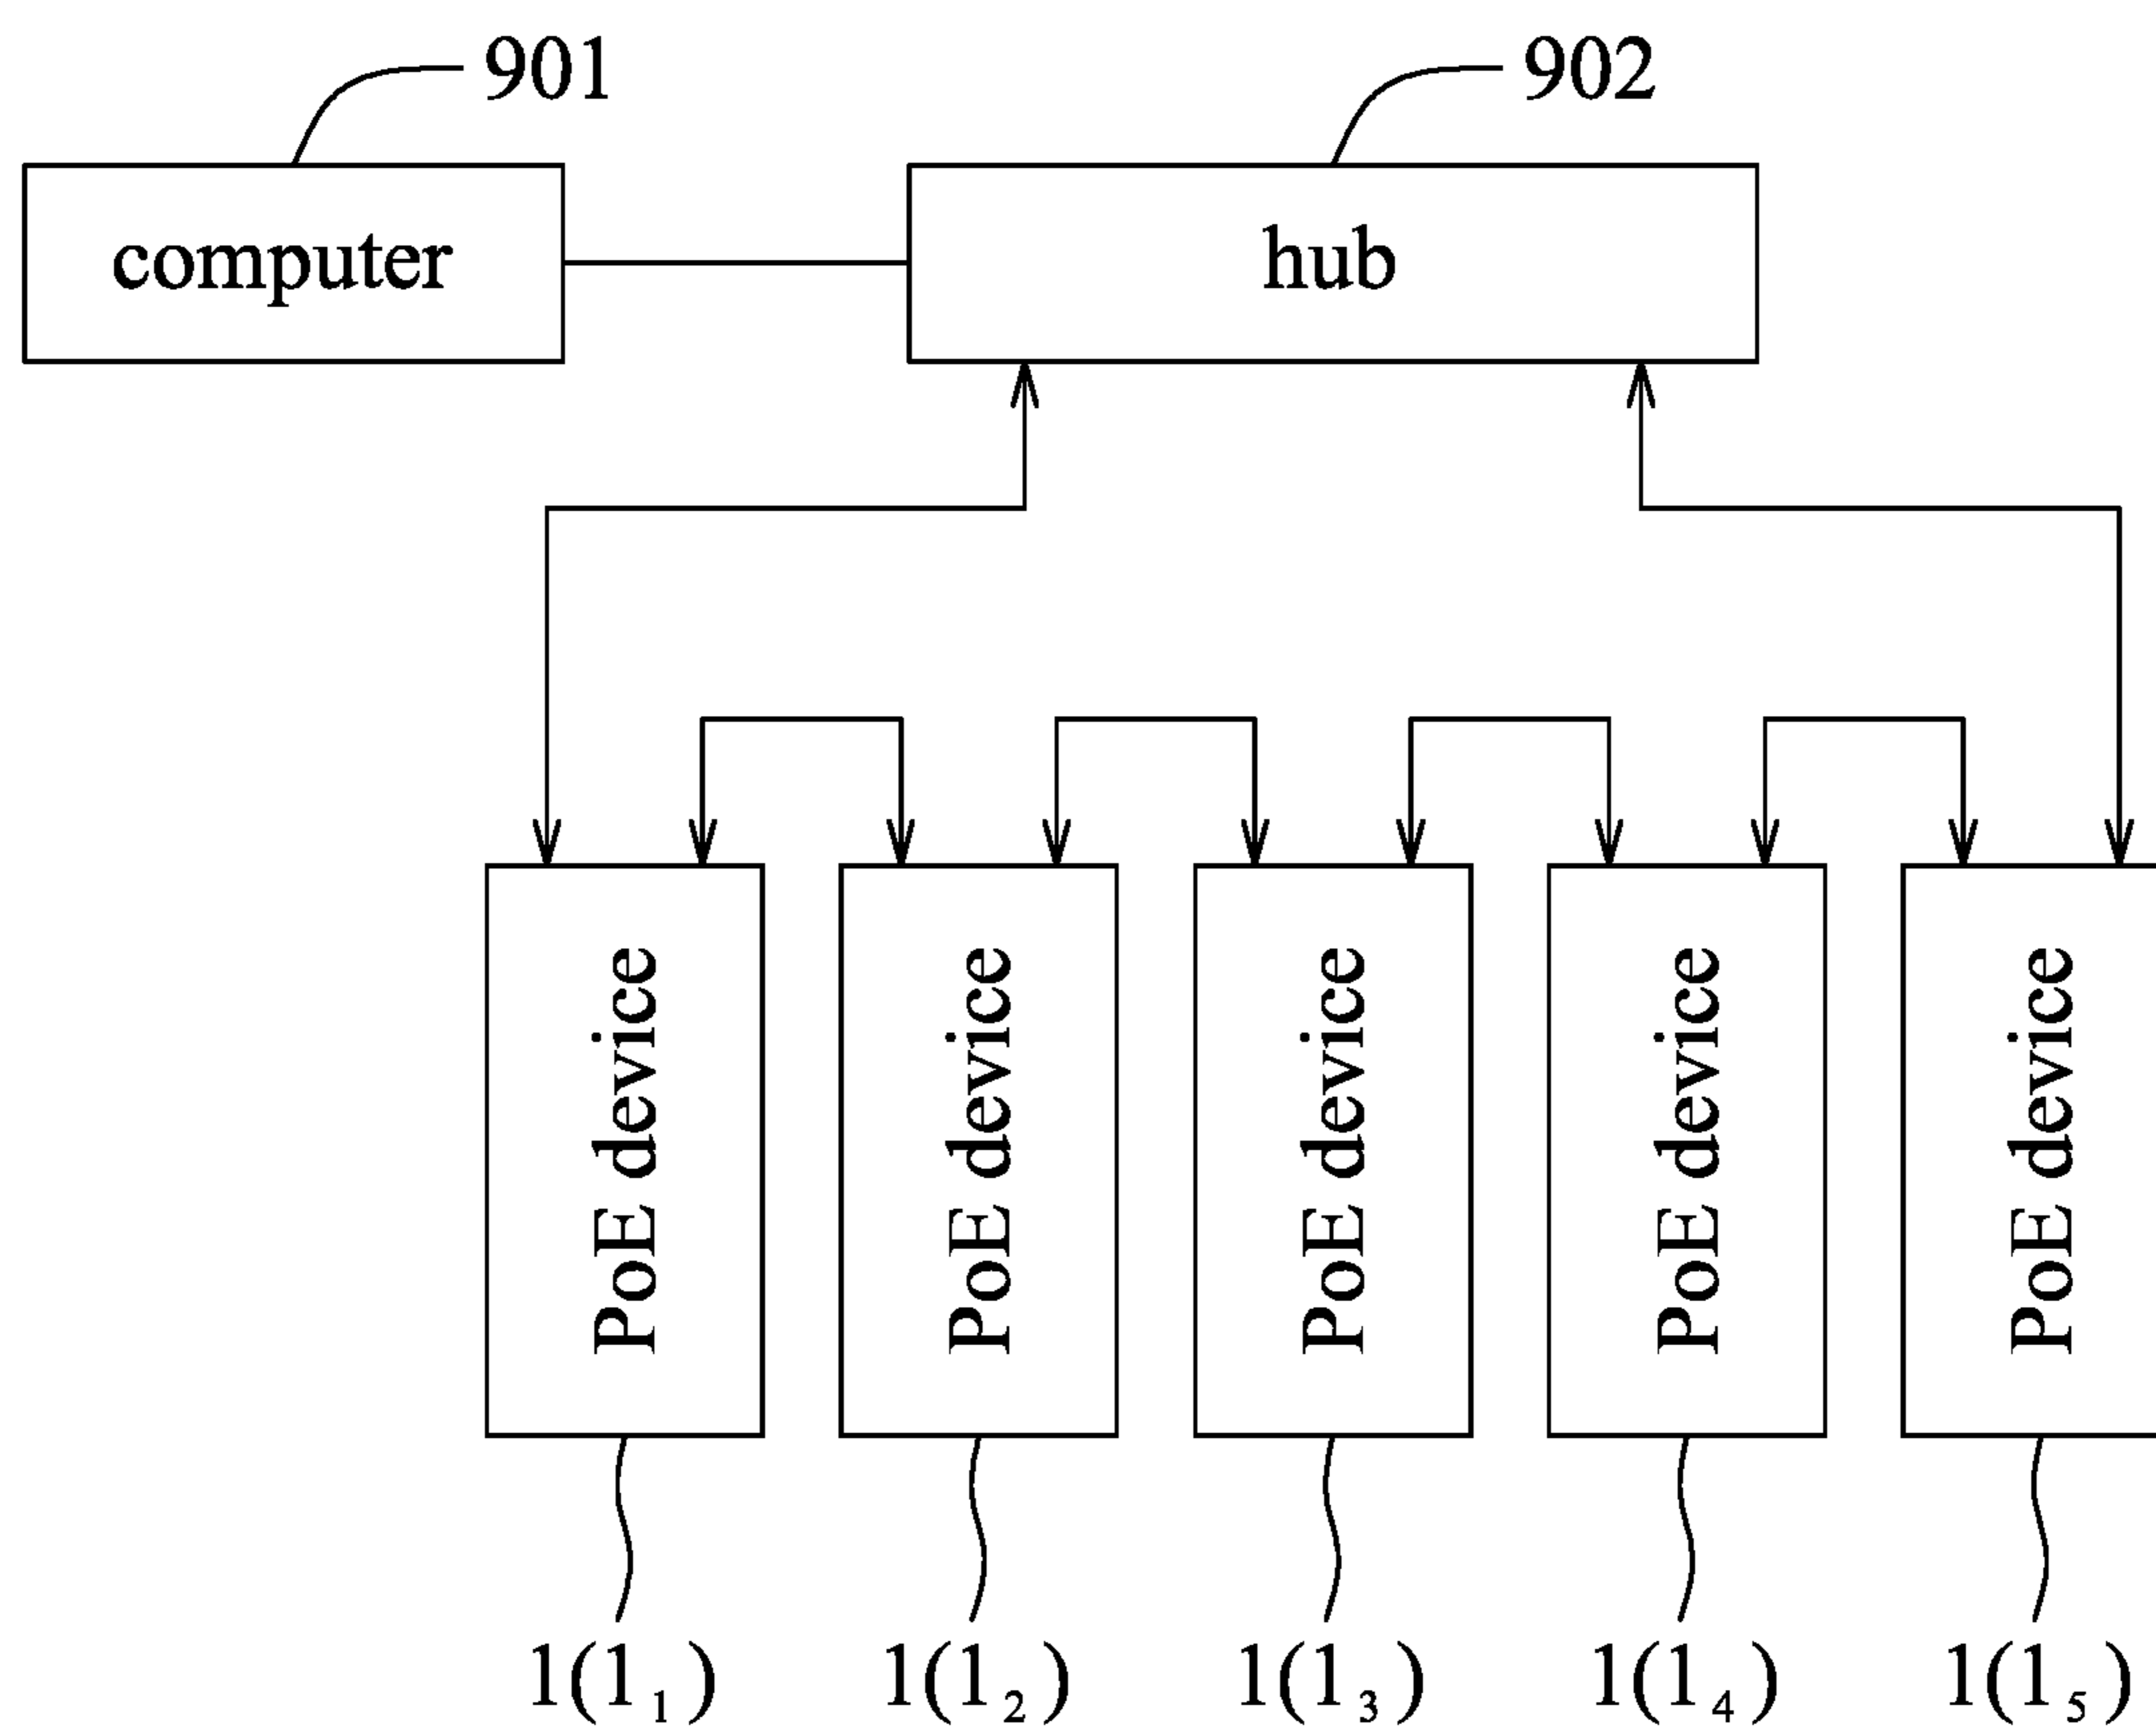 901
902
computer
hub
PoE device
PoE device
PoE device
PoE device
PoE device
1(1₁)
1(1₂)
1(1₃)
1(1₄)
1(1₅)